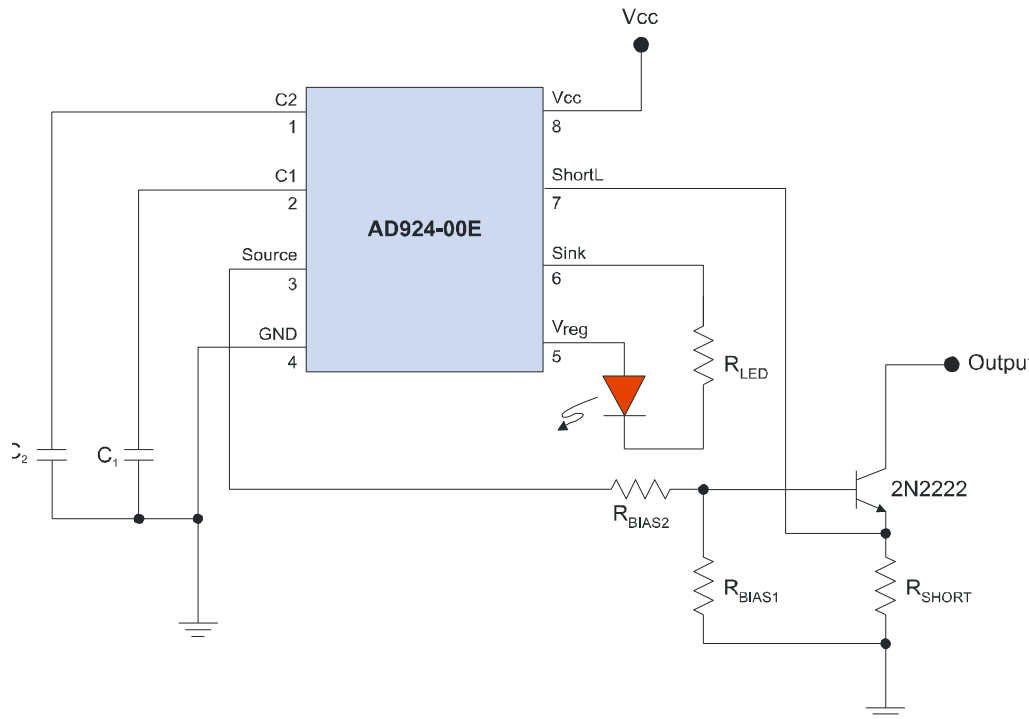 Vcc
C2
1
C1
2
Source
3
GND
4
AD924-00E
Vcc
8
ShortL
7
Sink
6
Vreg
5
RLED
Output
C2
C1
2N2222
RBIAS2
RBIAS1
RSHORT